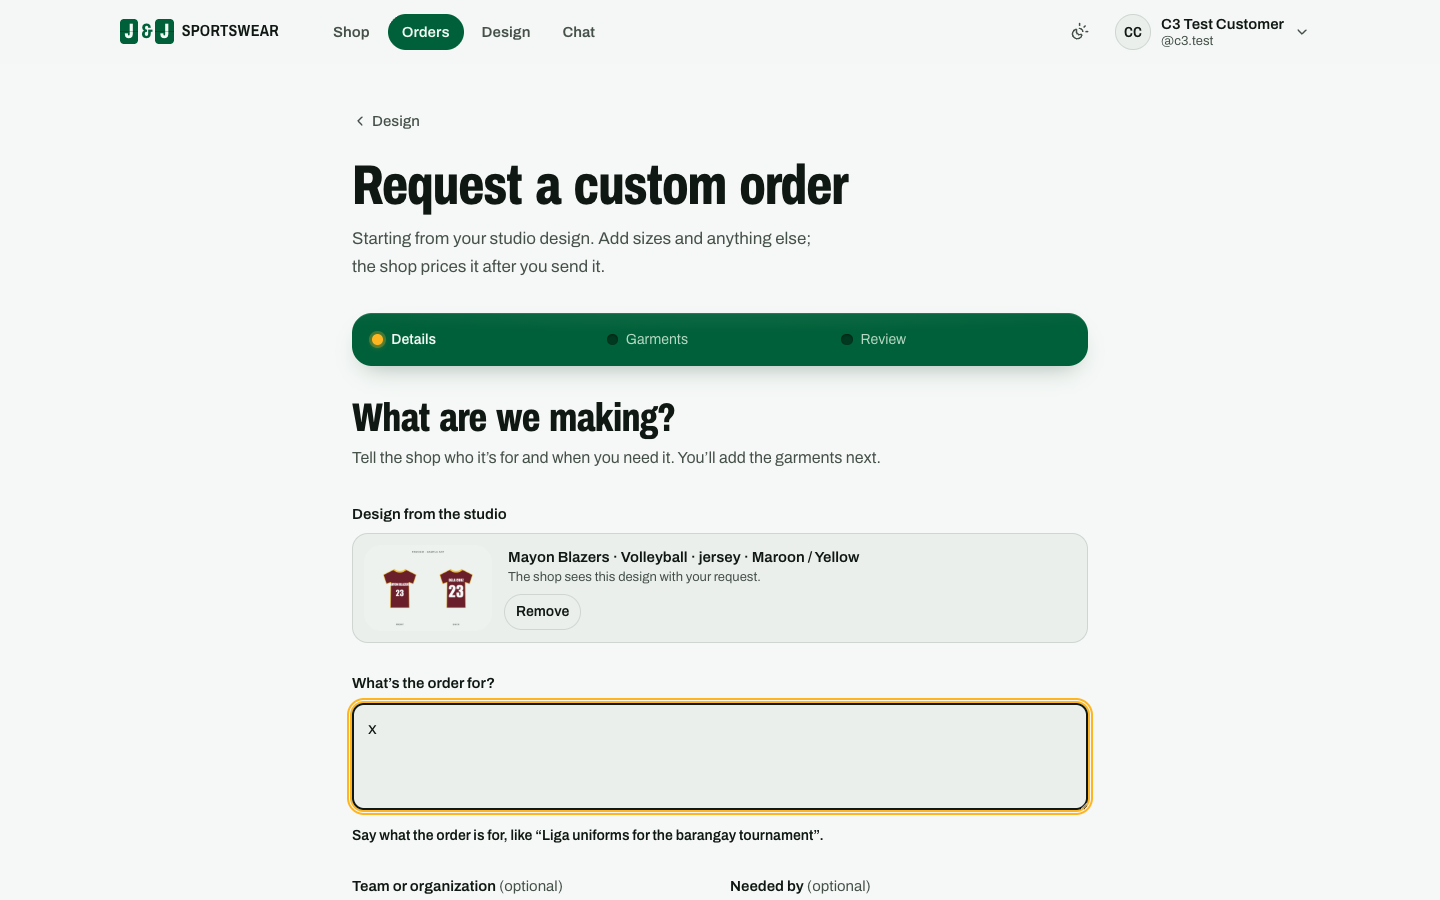 J & J SPORTSWEAR
Shop
Orders
Design
Chat
CC
C3 Test Customer
@c3.test
Design
Request a custom order
Starting from your studio design. Add sizes and anything else;
the shop prices it after you send it.
Details
Garments
Review
What are we making?
Tell the shop who it’s for and when you need it. You’ll add the garments next.
Design from the studio
23
23
Mayon Blazers · Volleyball · jersey · Maroon / Yellow
The shop sees this design with your request.
Remove
What’s the order for?
x
Say what the order is for, like “Liga uniforms for the barangay tournament”.
Team or organization (optional)
Needed by (optional)